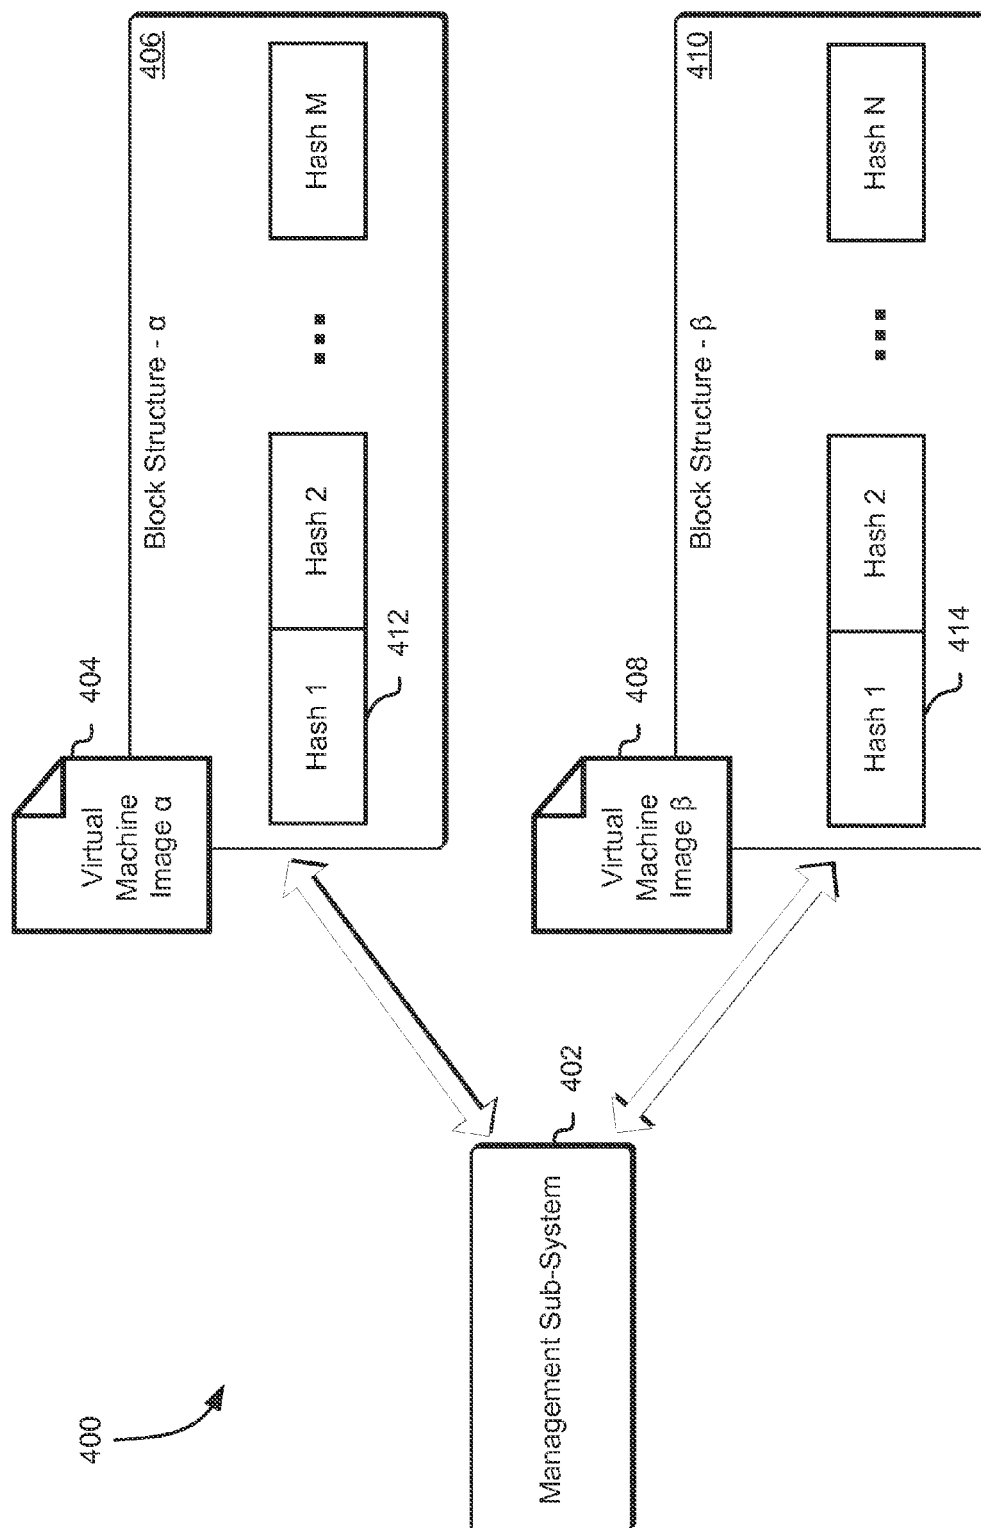 400
Management Sub-System
402
Virtual
Machine
Image α
404
Block Structure - α
406
Hash 1
Hash 2
...
Hash M
412
Virtual
Machine
Image β
408
Block Structure - β
410
Hash 1
Hash 2
...
Hash N
414